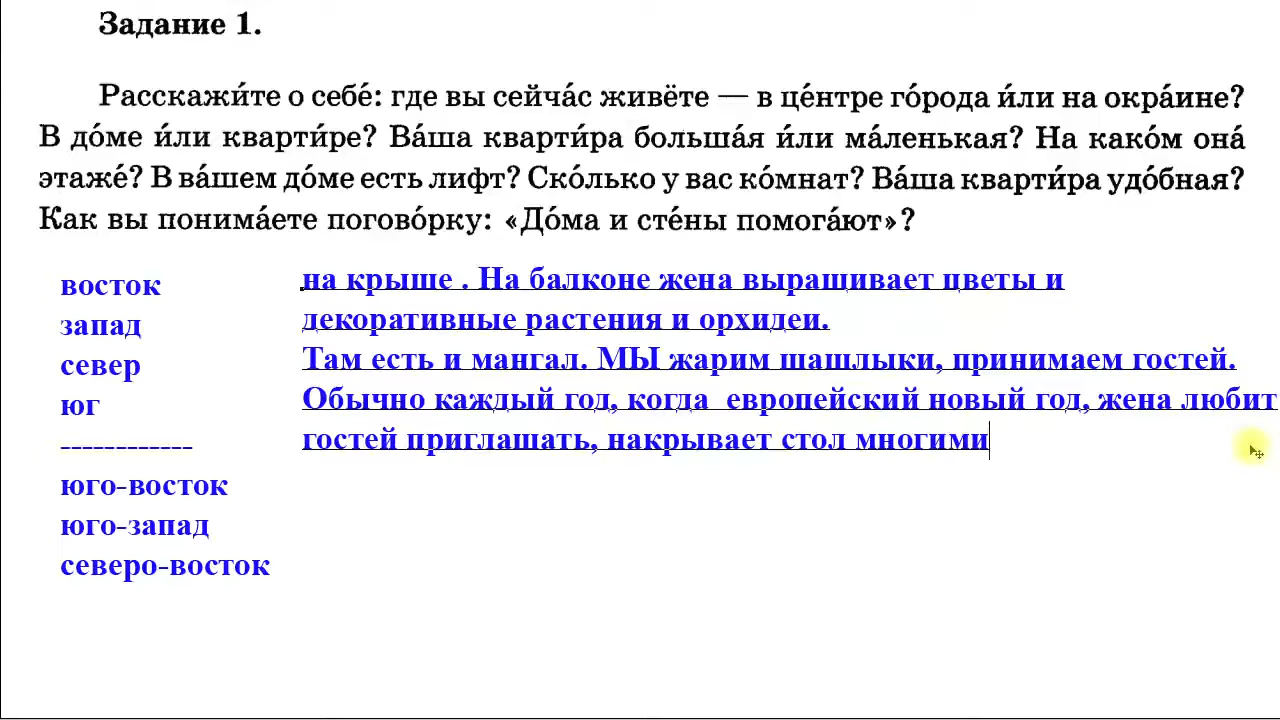 Задание 1.
Расскажи́те о себе́: где вы сейча́с живёте — в це́нтре го́рода и́ли на окра́ине?
В до́ме и́ли кварти́ре? Ва́ша кварти́ра больша́я и́ли ма́ленькая? На како́м она́
этаже́? В ва́шем до́ме есть лифт? Ско́лько у вас ко́мнат? Ва́ша кварти́ра удо́бная?
Как вы понима́ете погово́рку: «До́ма и сте́ны помога́ют»?
восток
запад
север
юг
------------
юго-восток
юго-запад
северо-восток
на крыше . На балконе жена выращивает цветы и
декоративные растения и орхидеи.
Там есть и мангал. МЫ жарим шашлыки, принимаем гостей.
Обычно каждый год, когда  европейский новый год, жена любит
гостей приглашать, накрывает стол многими